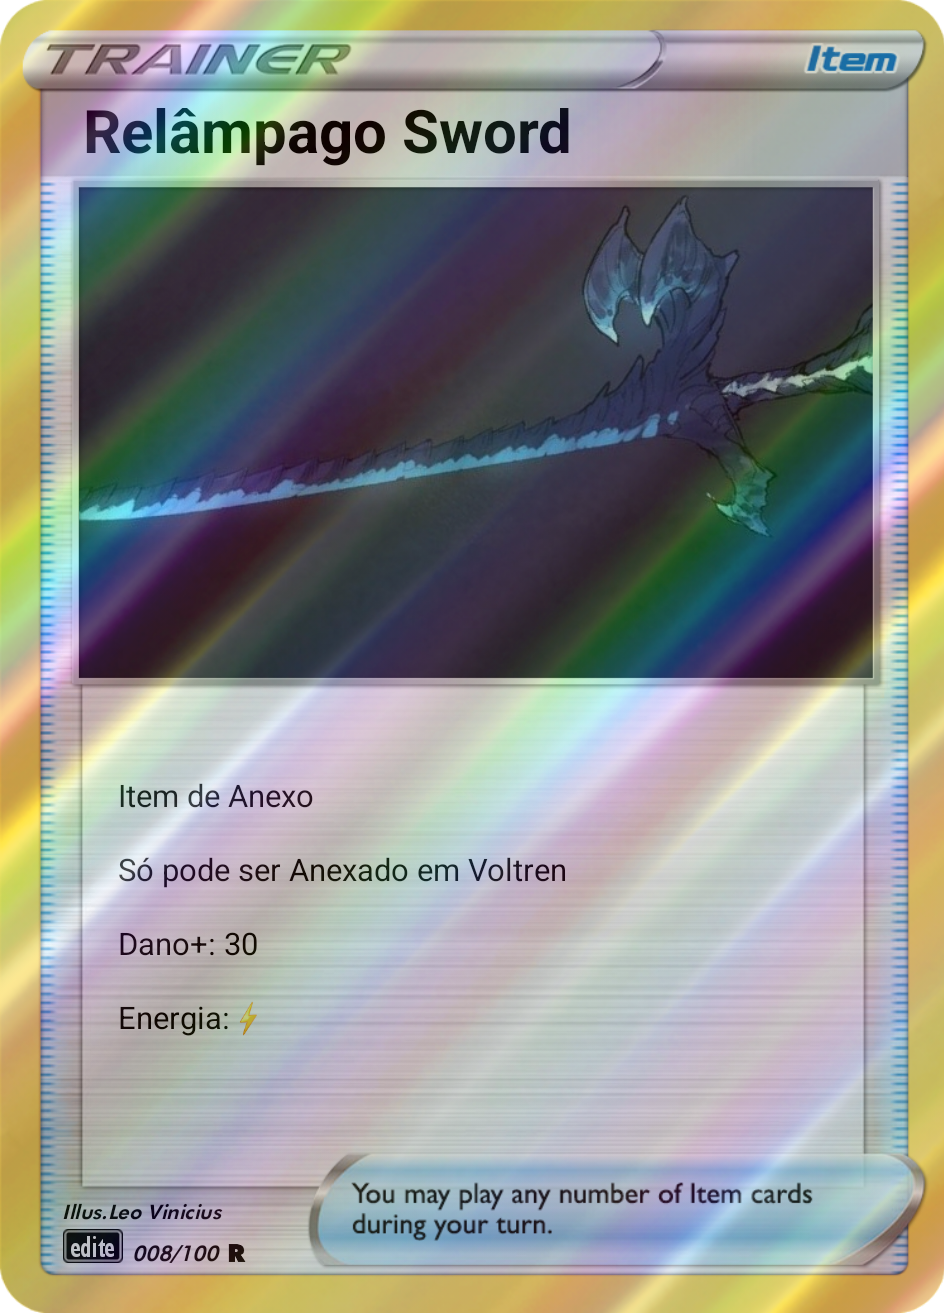 TRAINER
Item
Relâmpago Sword
Item de Anexo
Só pode ser Anexado em Voltren
Dano+: 30
Energia: ⚡
You may play any number of Item cards
during your turn.
Illus.Leo Vinicius
edite 008/100 R